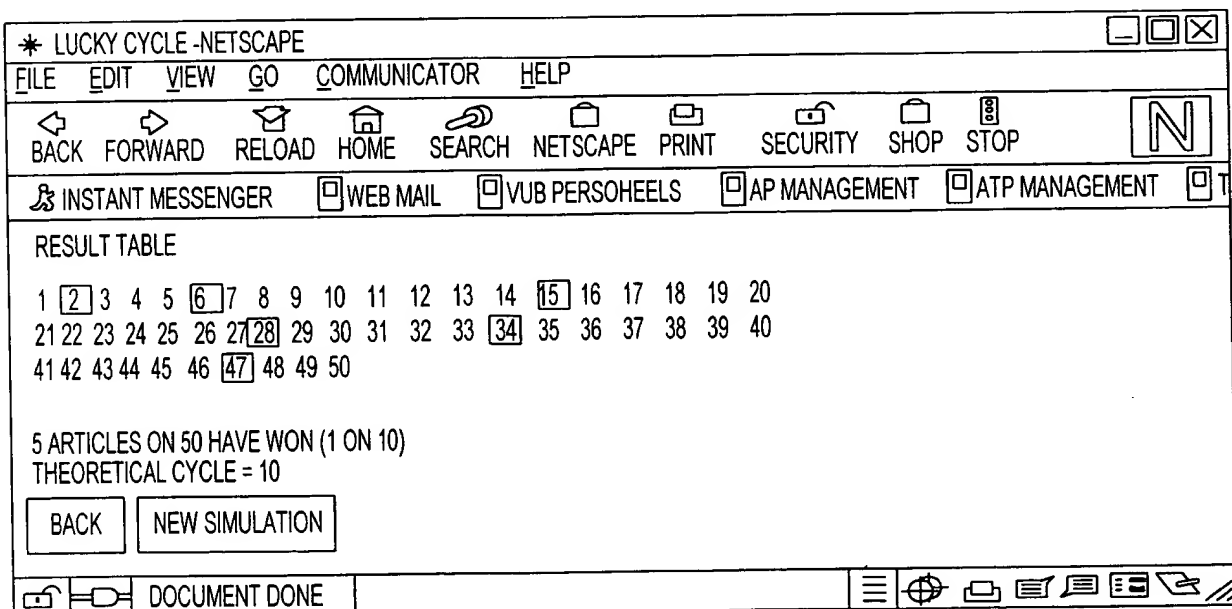 LUCKY CYCLE -NETSCAPE
FILE EDIT VIEW GO COMMUNICATOR HELP
BACK FORWARD RELOAD HOME SEARCH NETSCAPE PRINT SECURITY SHOP STOP N
INSTANT MESSENGER WEB MAIL VUB PERSOHEELS AP MANAGEMENT ATP MANAGEMENT T
RESULT TABLE
1 2 3 4 5 6 7 8 9 10 11 12 13 14 15 16 17 18 19 20
21 22 23 24 25 26 27 28 29 30 31 32 33 34 35 36 37 38 39 40
41 42 43 44 45 46 47 48 49 50
5 ARTICLES ON 50 HAVE WON (1 ON 10)
THEORETICAL CYCLE = 10
BACK NEW SIMULATION
DOCUMENT DONE